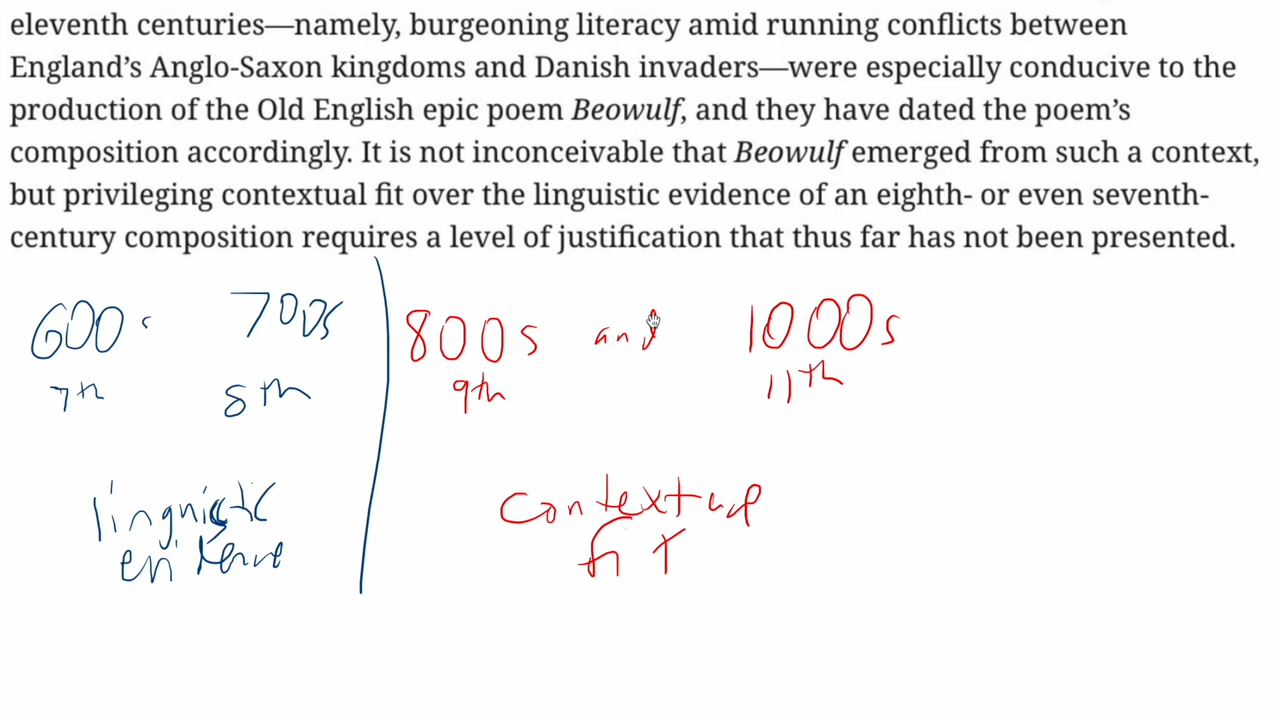 eleventh centuries—namely, burgeoning literacy amid running conflicts between
England’s Anglo-Saxon kingdoms and Danish invaders—were especially conducive to the
production of the Old English epic poem Beowulf, and they have dated the poem’s
composition accordingly. It is not inconceivable that Beowulf emerged from such a context,
but privileging contextual fit over the linguistic evidence of an eighth- or even seventh-
century composition requires a level of justification that thus far has not been presented.
600s 700s 800s and 1000s
7th 8th 9th 11th
linguistic contextual
fit